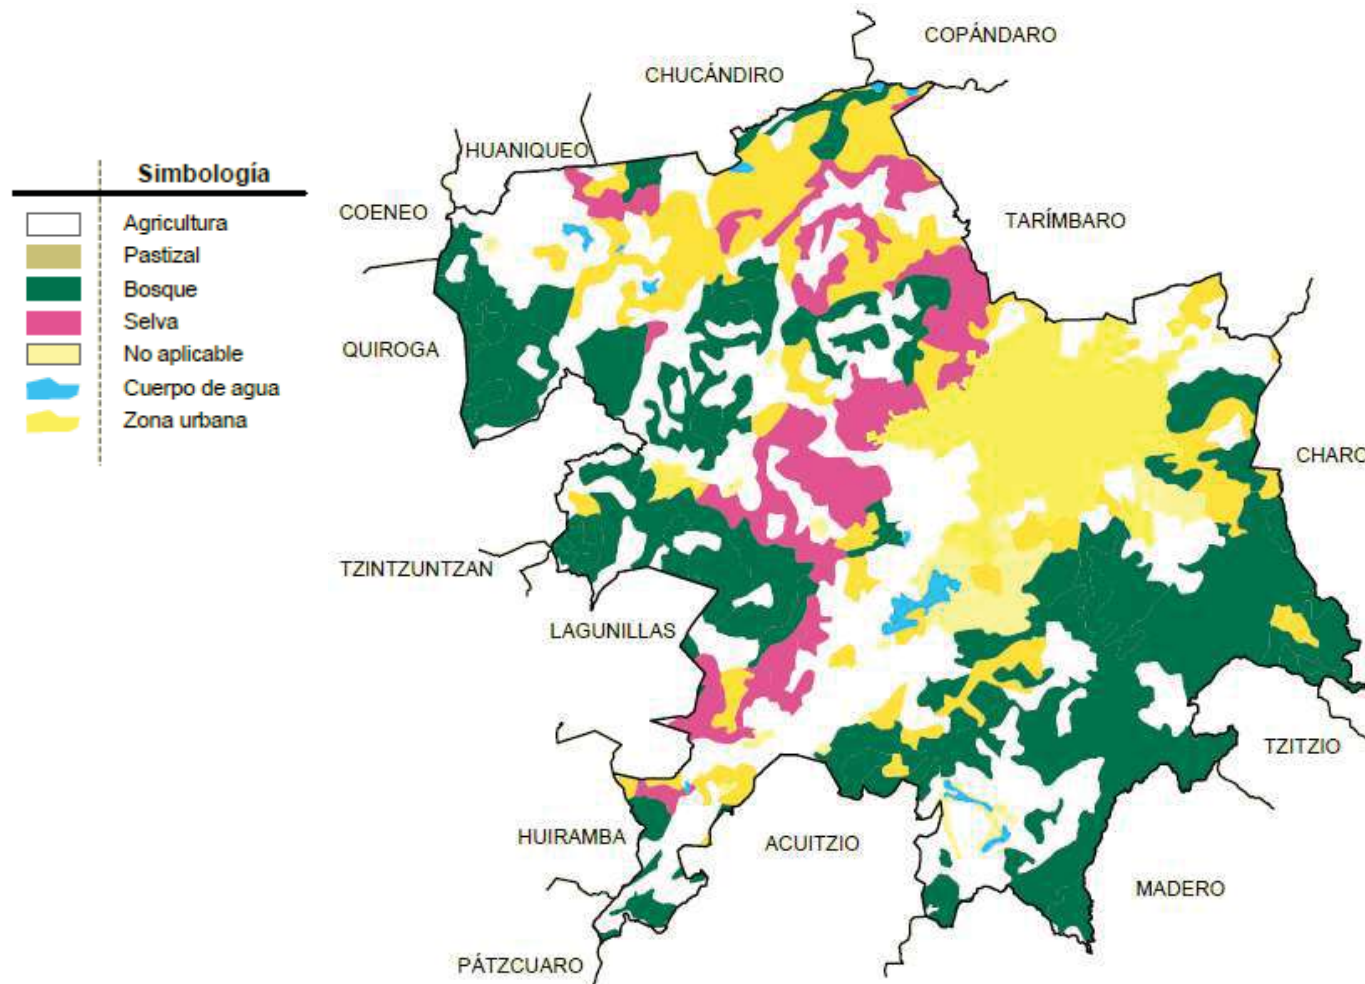 Simbología
Agricultura
Pastizal
Bosque
Selva
No aplicable
Cuerpo de agua
Zona urbana
COPÁNDARO
CHUCÁNDIRO
HUANIQUEO
COENEO
TARÍMBARO
QUIROGA
CHARO
TZINTZUNTZAN
LAGUNILLAS
TZITZIO
HUIRAMBA
ACUITZIO
MADERO
PÁTZCUARO